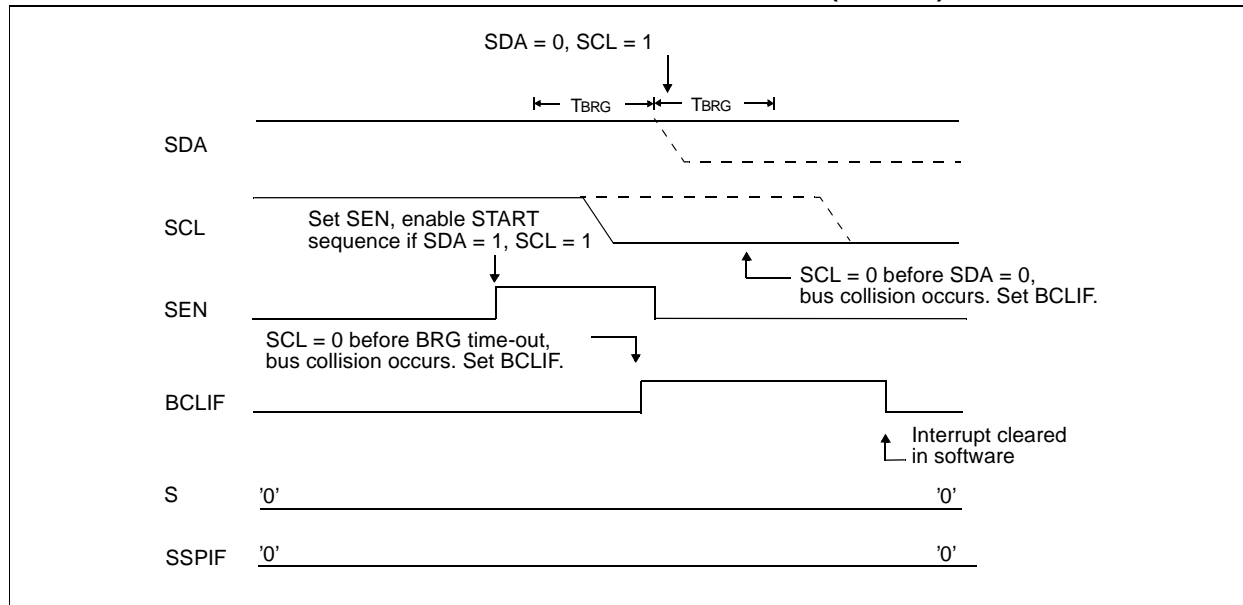 SDA = 0, SCL = 1
TBRG TBRG
SDA
SCL
Set SEN, enable START
sequence if SDA = 1, SCL = 1
SCL = 0 before SDA = 0,
bus collision occurs. Set BCLIF.
SEN
SCL = 0 before BRG time-out,
bus collision occurs. Set BCLIF.
BCLIF
Interrupt cleared
in software
S '0' '0'
SSPIF '0' '0'